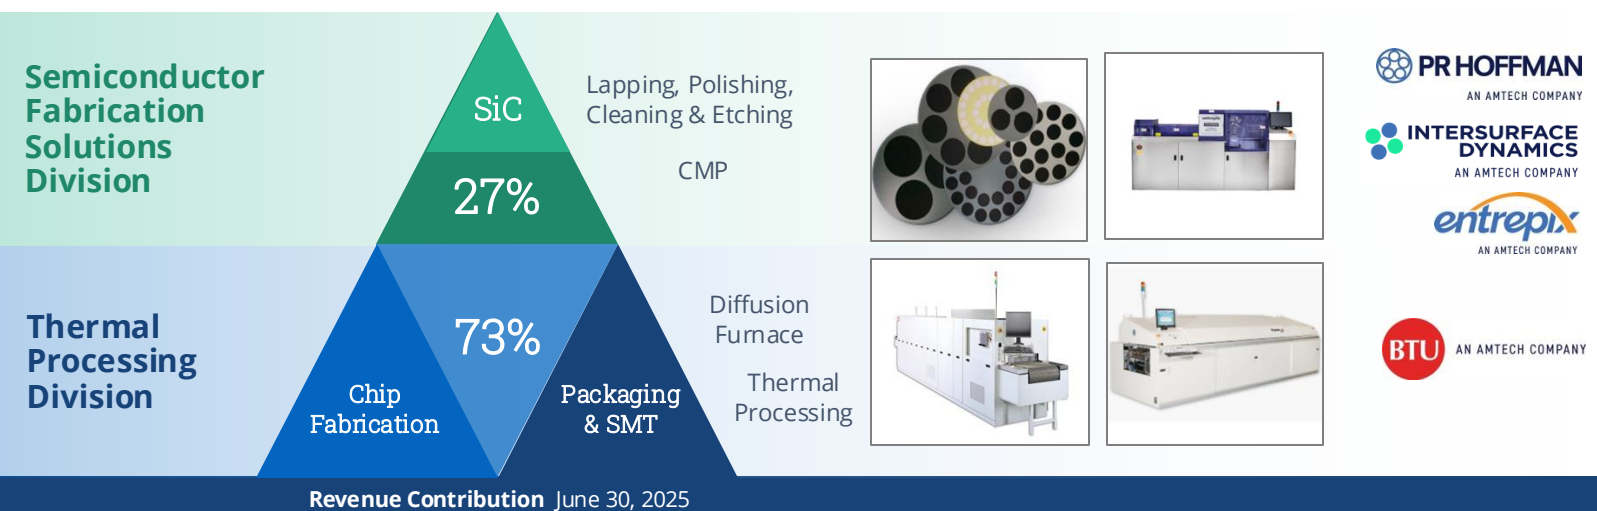 Semiconductor
Fabrication
Solutions
Division
SiC
27%
Lapping, Polishing,
Cleaning & Etching
CMP
PR HOFFMAN
AN AMTECH COMPANY
INTERSURFACE
DYNAMICS
AN AMTECH COMPANY
entrepix
AN AMTECH COMPANY
Thermal
Processing
Division
73%
Chip
Fabrication
Packaging
& SMT
Diffusion
Furnace
Thermal
Processing
BTU AN AMTECH COMPANY
Revenue Contribution June 30, 2025